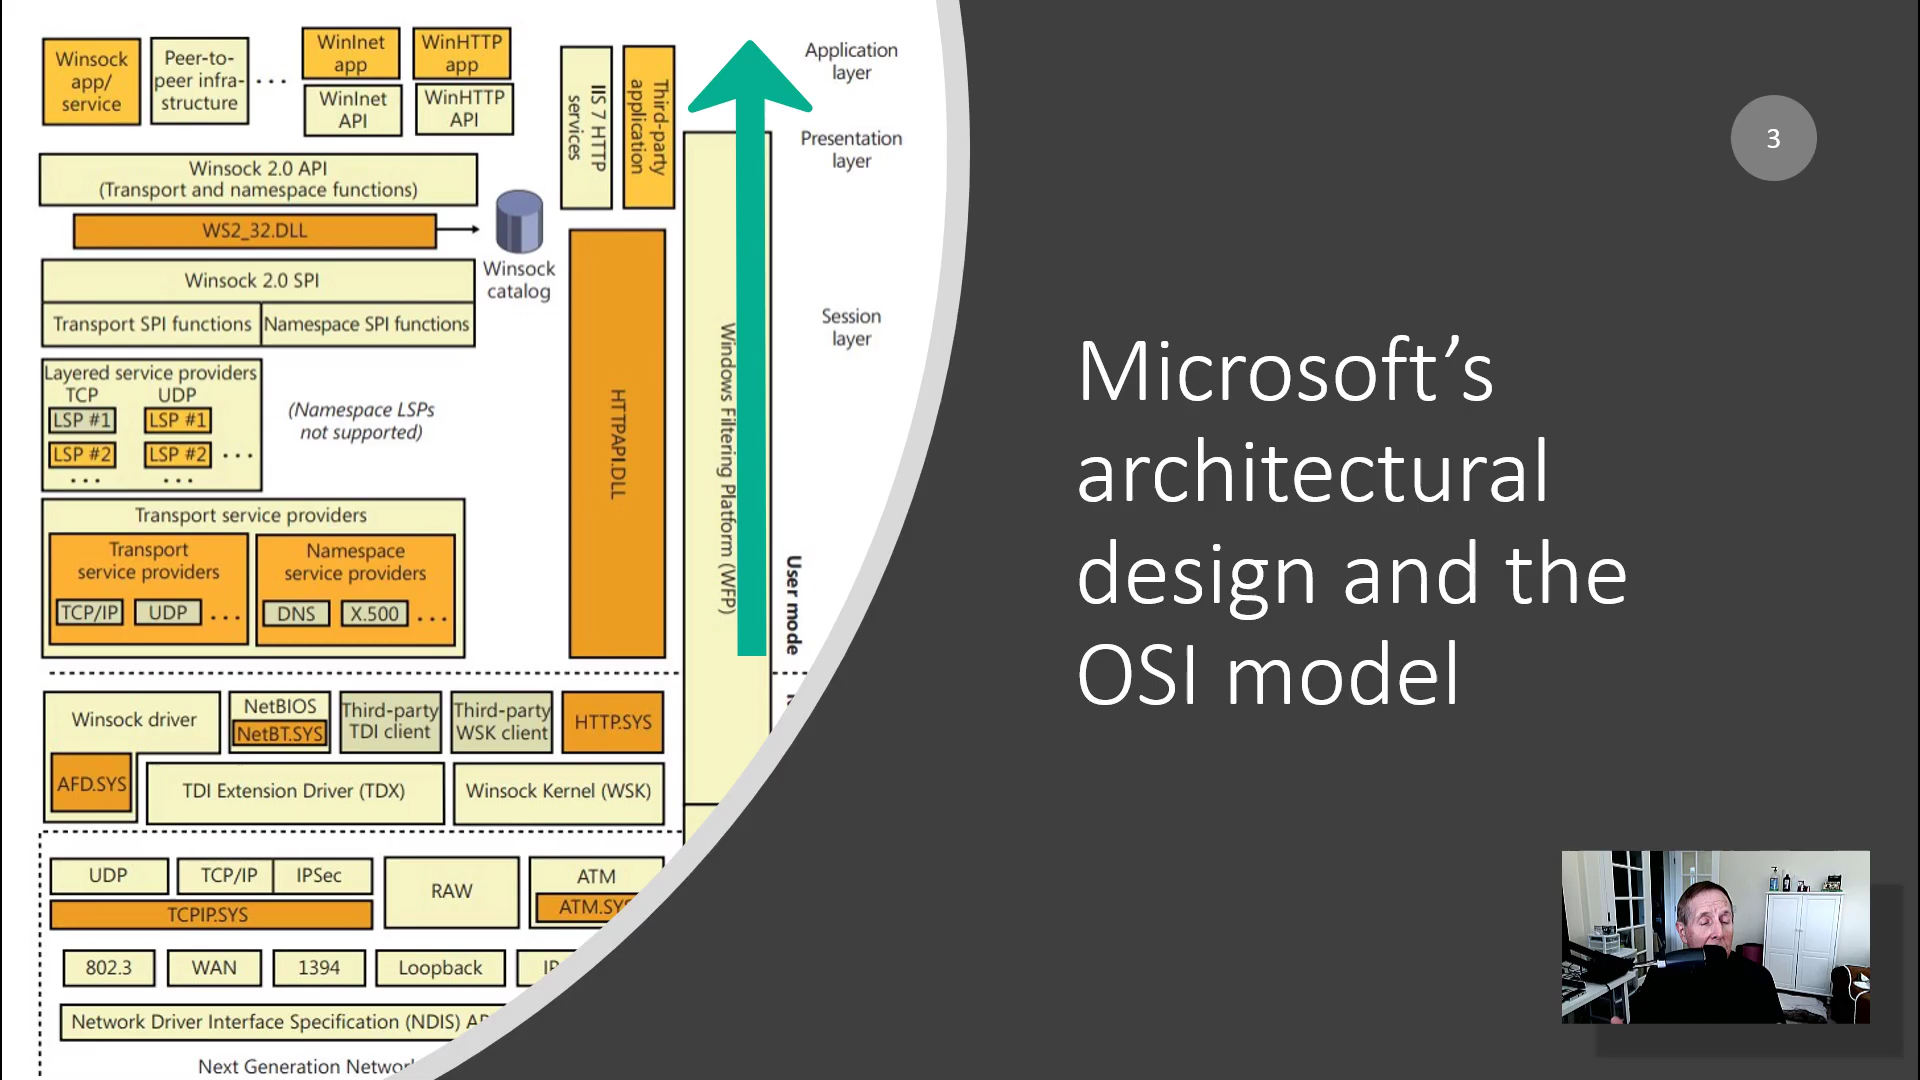 Winsock
app/
service
Peer-to-
peer infra-
structure
...
WinInet
app
WinInet
API
WinHTTP
app
WinHTTP
API
IIS 7 HTTP
services
Third-party
application
Application
layer
Presentation
layer
Session
layer
Winsock 2.0 API
(Transport and namespace functions)
WS2_32.DLL
Winsock
catalog
Winsock 2.0 SPI
Transport SPI functions
Namespace SPI functions
Layered service providers
TCP
UDP
LSP #1
LSP #1
LSP #2
LSP #2
...
...
...
(Namespace LSPs
not supported)
HTTPAPI.DLL
Windows Filtering Platform (WFP)
User mode
Transport service providers
Transport
service providers
TCP/IP
UDP
...
Namespace
service providers
DNS
X.500
...
Winsock driver
AFD.SYS
NetBIOS
NetBT.SYS
Third-party
TDI client
Third-party
WSK client
HTTP.SYS
TDI Extension Driver (TDX)
Winsock Kernel (WSK)
UDP
TCP/IP
IPSec
TCPIP.SYS
RAW
ATM
ATM.SYS
802.3
WAN
1394
Loopback
IP
Network Driver Interface Specification (NDIS) AP
Next Generation Networ
3
Microsoft’s
architectural
design and the
OSI model